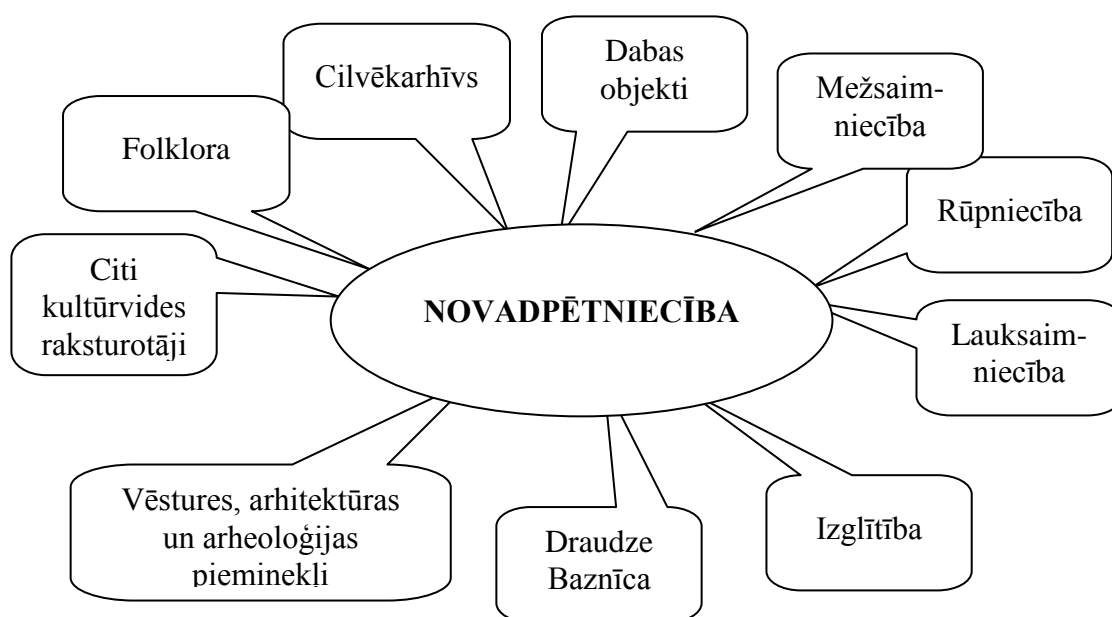 Dabas
objekti
Cilvēkarhīvs
Mežsaim-
niecība
Folklora
Rūpniecība
Citi
kultūrvides
raksturotāji
NOVADPĒTNIECĪBA
Lauksaim-
niecība
Vēstures, arhitektūras
un arheoloģijas
pieminekļi
Draudze
Baznīca
Izglītība